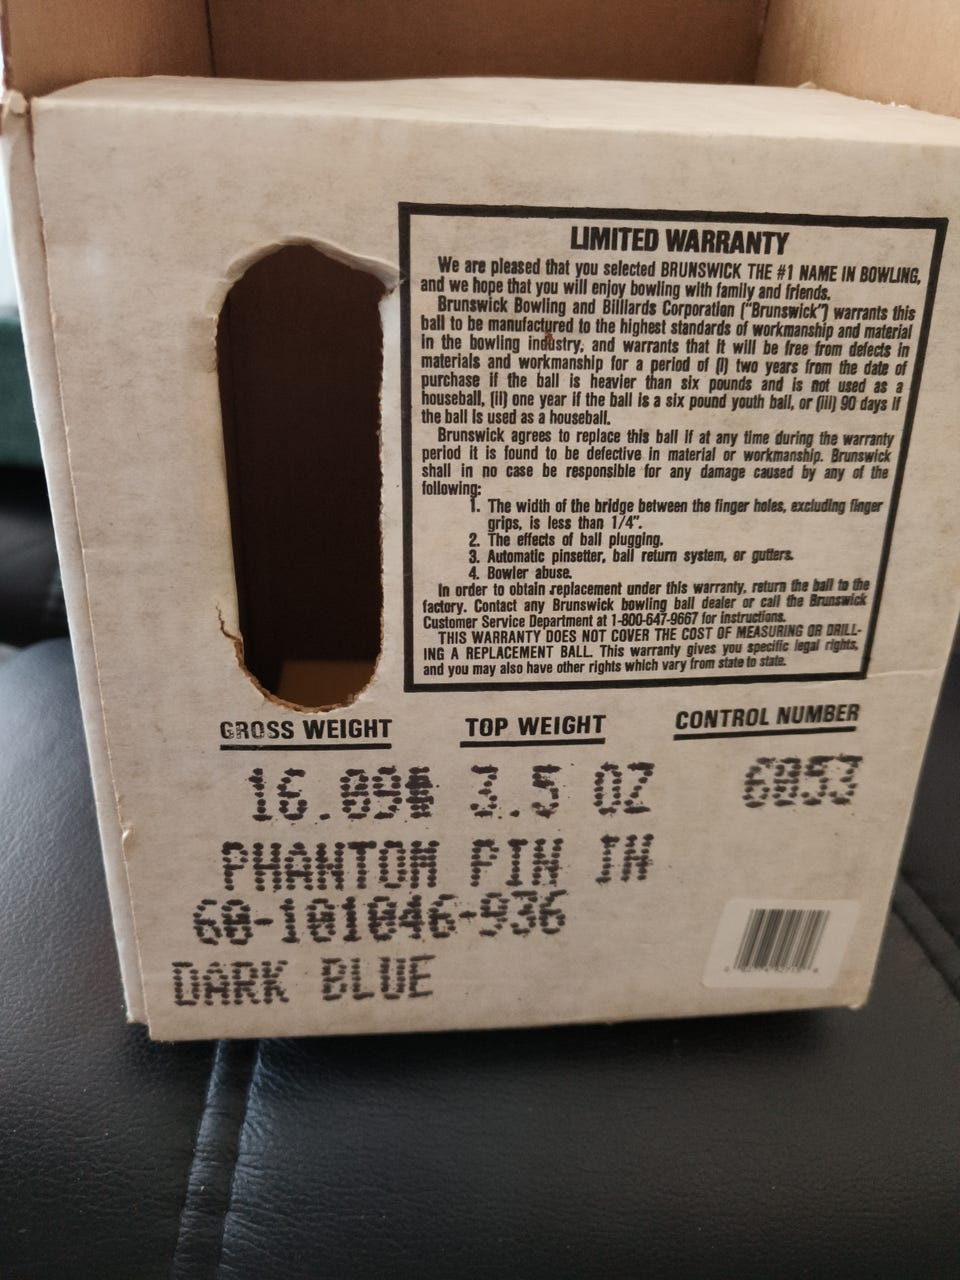 LIMITED WARRANTY
We are pleased that you selected BRUNSWICK THE #1 NAME IN BOWLING,
and we hope that you will enjoy bowling with family and friends.
Brunswick Bowling and Billiards Corporation ("Brunswick") warrants this
ball to be manufactured to the highest standards of workmanship and material
in the bowling industry, and warrants that it will be free from defects in
materials and workmanship for a period of (i) two years from the date of
purchase if the ball is heavier than six pounds and is not used as a
houseball, (ii) one year if the ball is a six pound youth ball, or (iii) 90 days if
the ball is used as a houseball.
Brunswick agrees to replace this ball if at any time during the warranty
period it is found to be defective in material or workmanship. Brunswick
shall in no case be responsible for any damage caused by any of the
following:
1. The width of the bridge between the finger holes, excluding finger
grips, is less than 1/4".
2. The effects of ball plugging.
3. Automatic pinsetter, ball return system, or gutters.
4. Bowler abuse.
In order to obtain replacement under this warranty, return the ball to the
factory. Contact any Brunswick bowling ball dealer or call the Brunswick
Customer Service Department at 1-800-647-9667 for instructions.
THIS WARRANTY DOES NOT COVER THE COST OF MEASURING OR DRILL-
ING A REPLACEMENT BALL. This warranty gives you specific legal rights,
and you may also have other rights which vary from state to state.
GROSS WEIGHT TOP WEIGHT CONTROL NUMBER
3.5 OZ
PHANTOM PIN IN
DARK BLUE